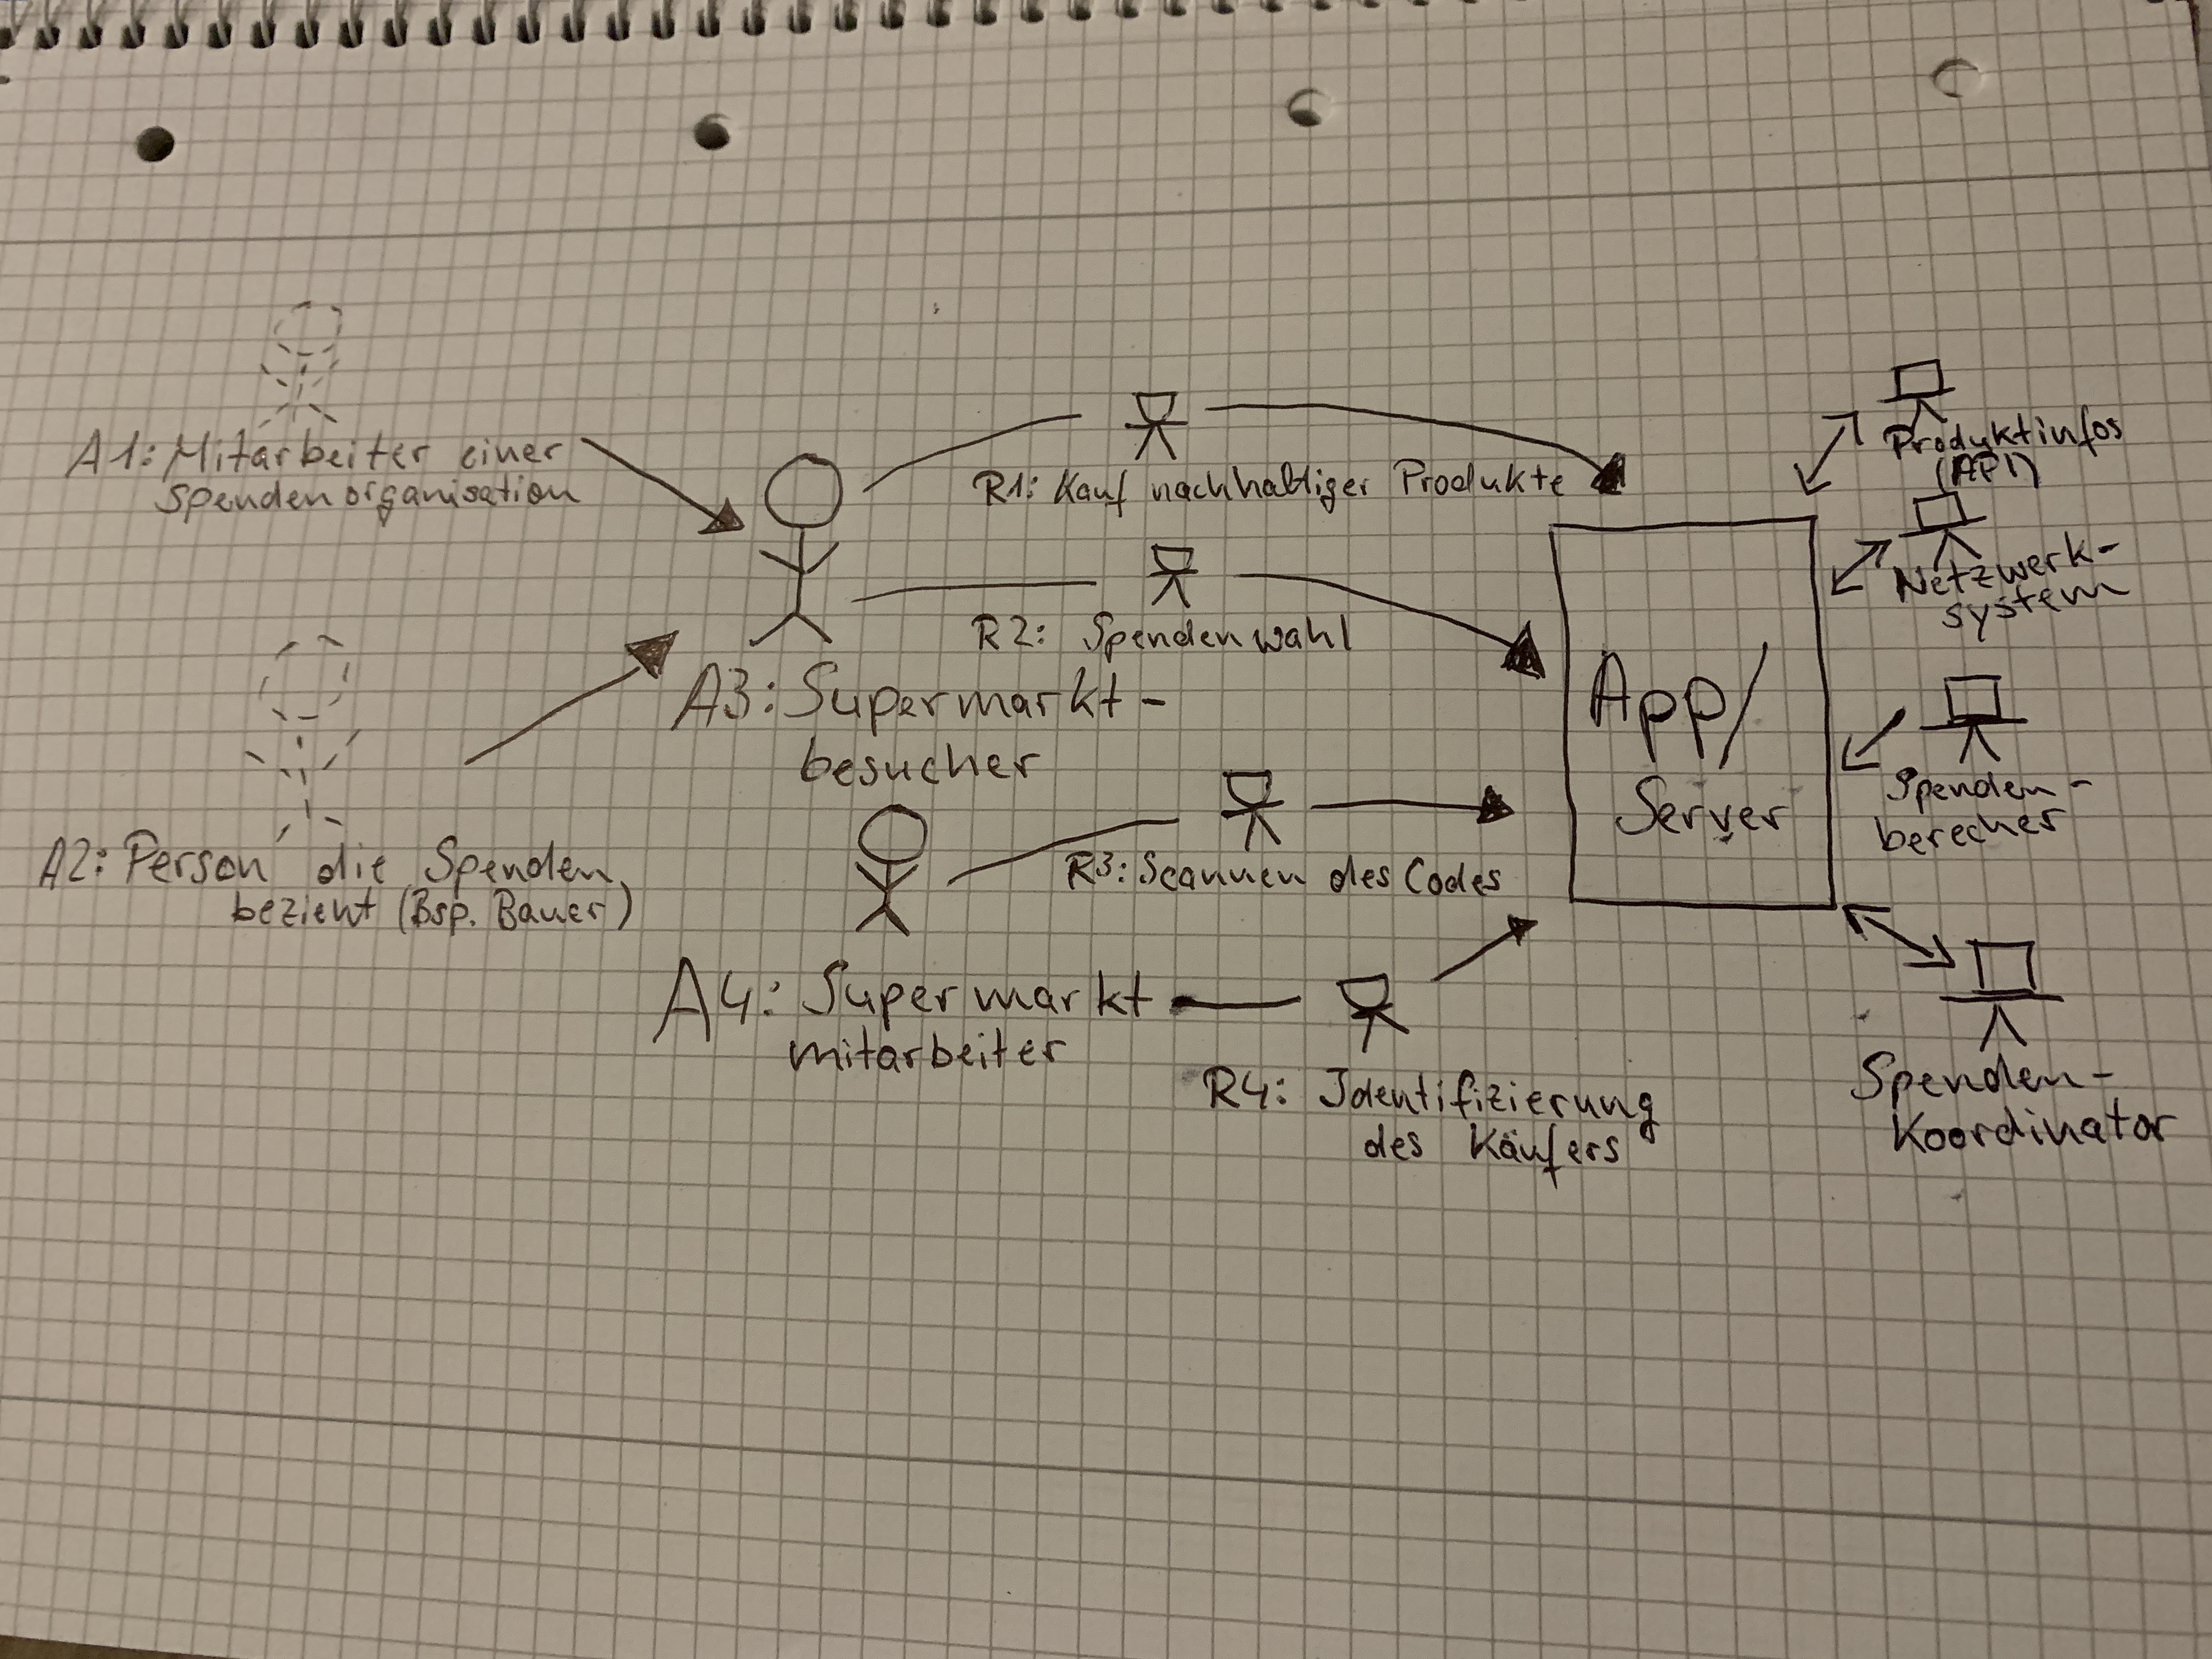 A1: Mitarbeiter einer
Spendenorganisation
A2: Person die Spenden
bezieht (Bsp. Bauer)
A3: Supermarkt-
besucher
A4: Supermarkt
mitarbeiter
R1: Kauf nachhaltiger Produkte
R2: Spendenwahl
R3: Scannen des Codes
R4: Identifizierung
des Käufers
App/
Server
Produktinfos
(API)
Netzwerk-
system
Spenden-
berecher
Spenden-
Koordinator